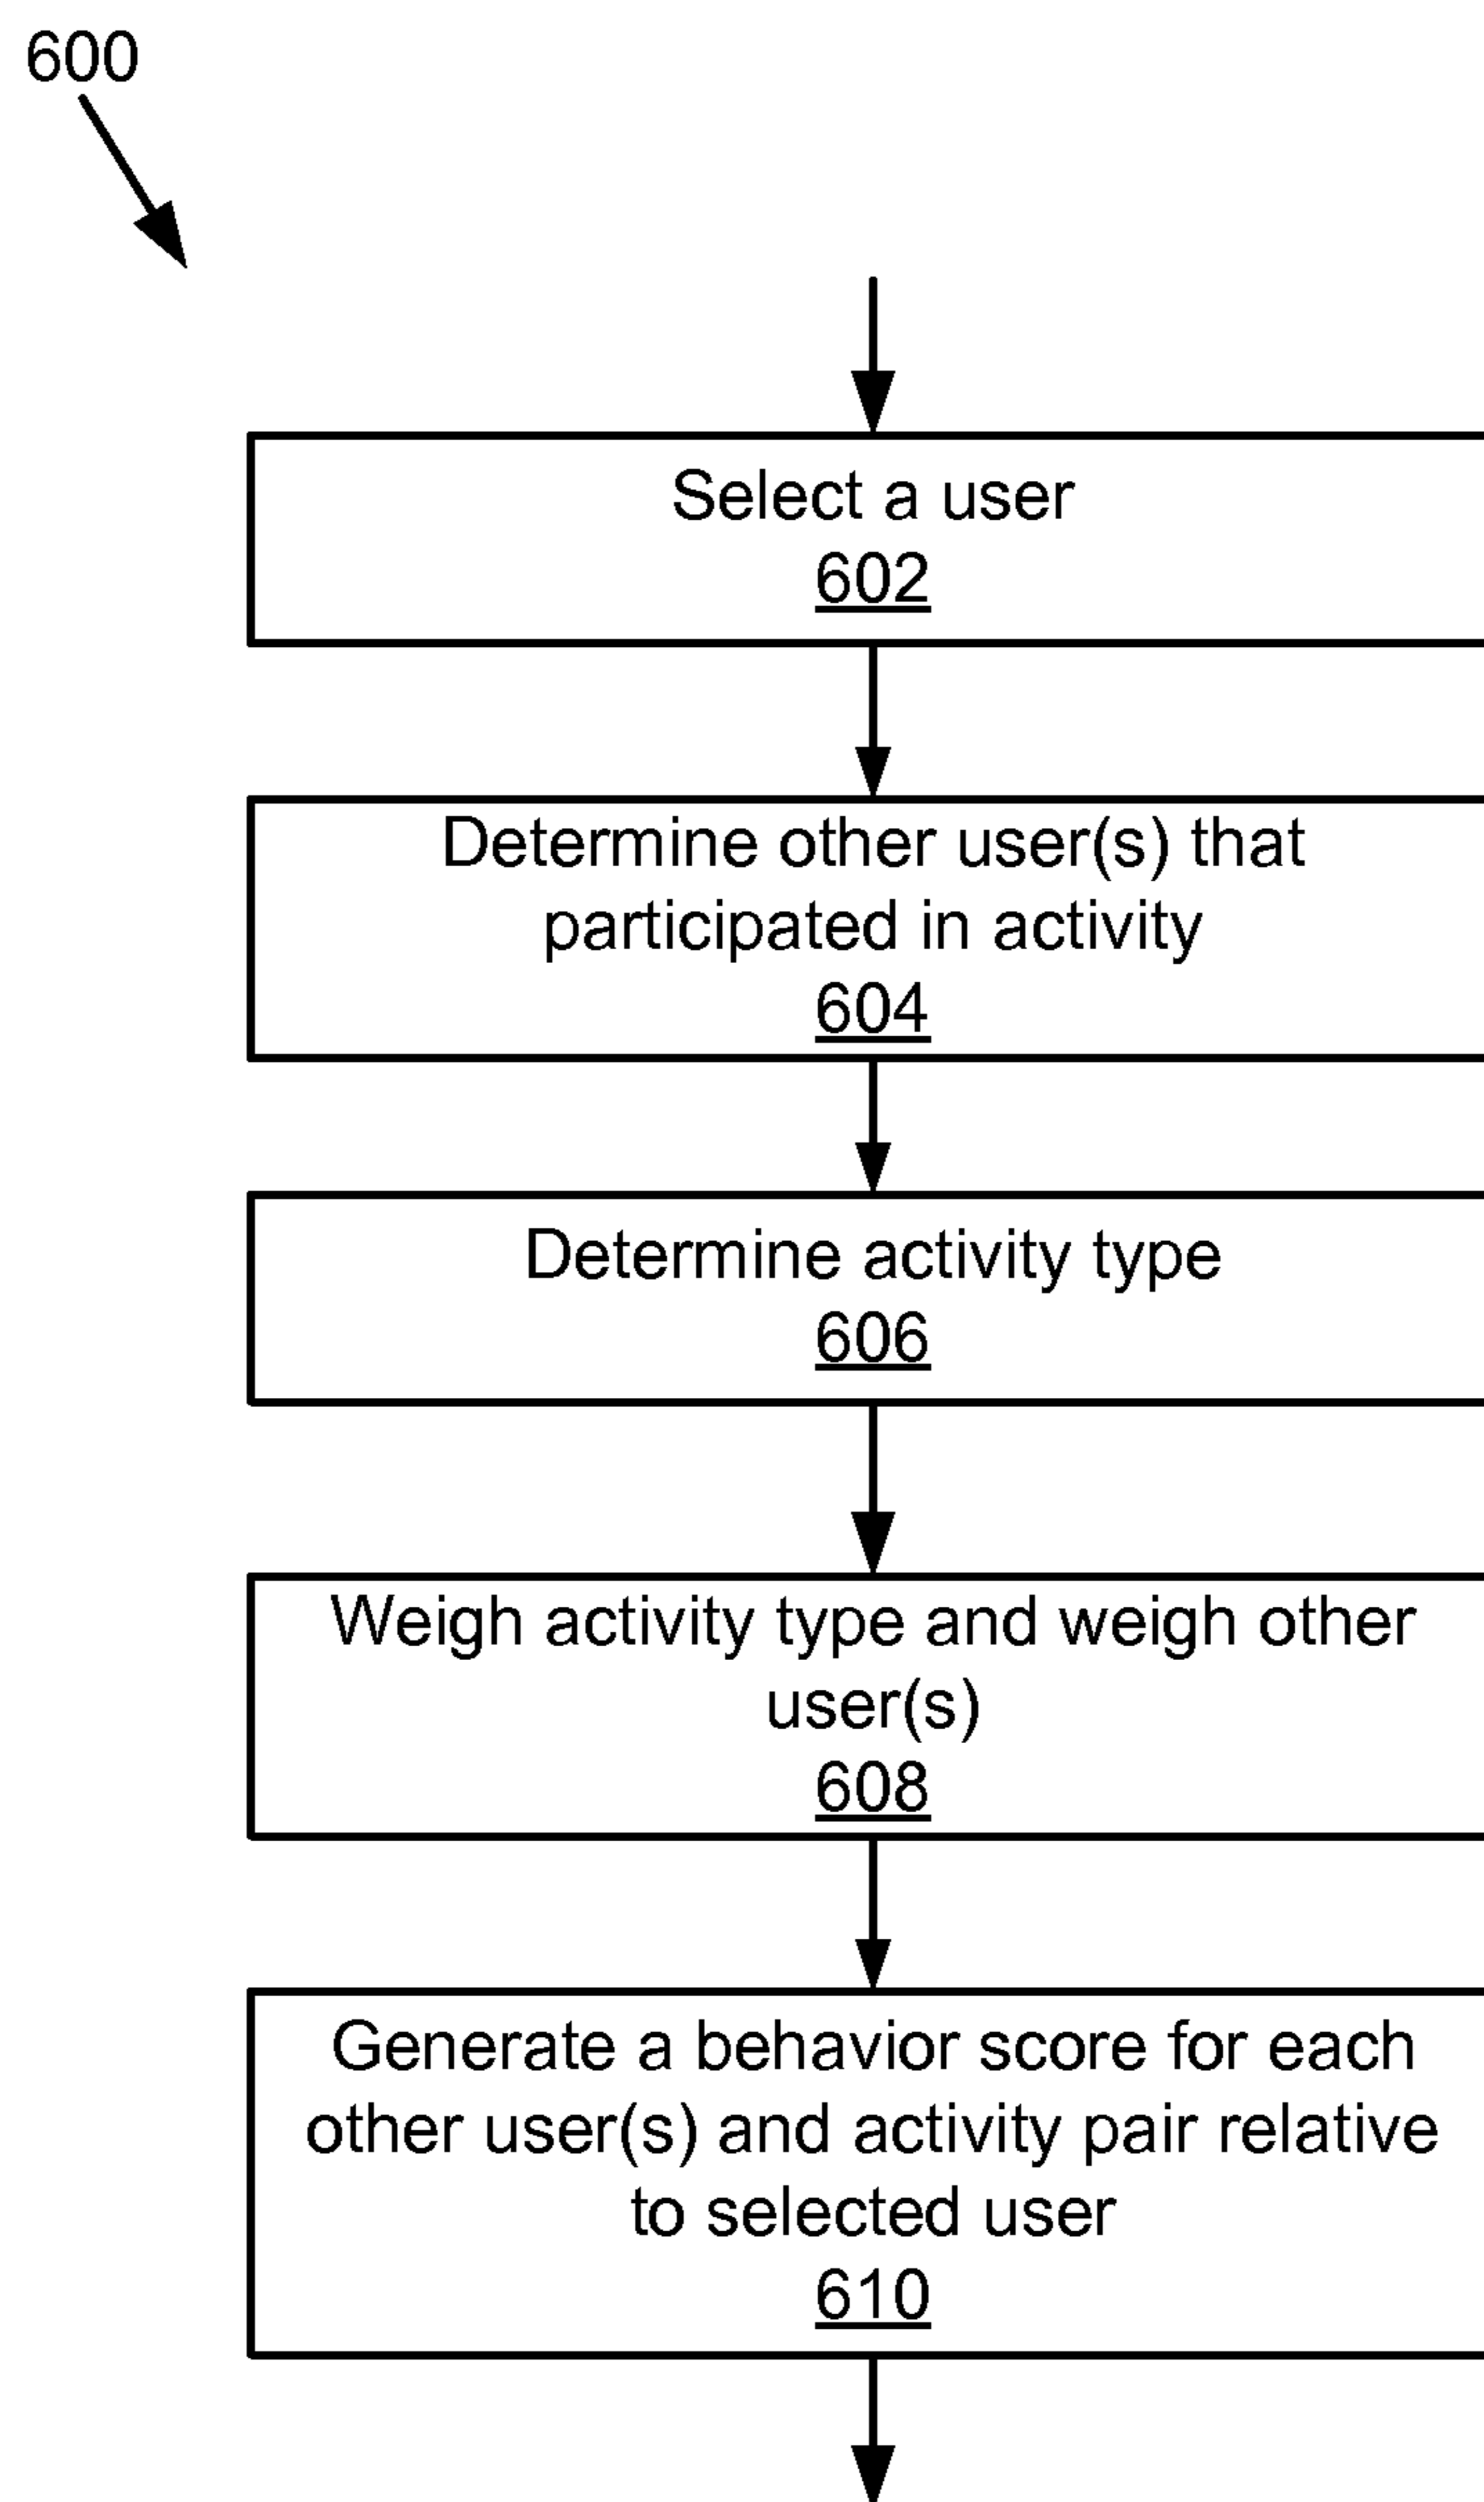 600
Select a user
602
Determine other user(s) that
participated in activity
604
Determine activity type
606
Weigh activity type and weigh other
user(s)
608
Generate a behavior score for each
other user(s) and activity pair relative
to selected user
610